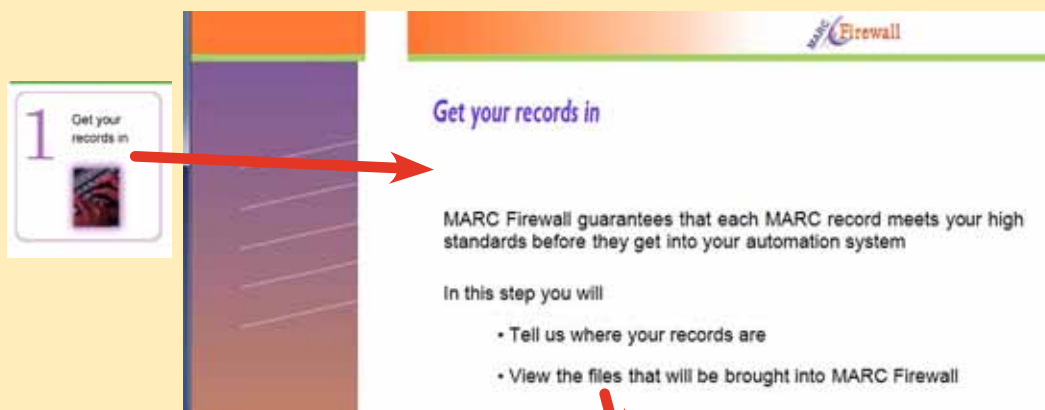 MARC Firewall
1 Get your
records in
Get your records in
MARC Firewall guarantees that each MARC record meets your high
standards before they get into your automation system
In this step you will
• Tell us where your records are
• View the files that will be brought into MARC Firewall